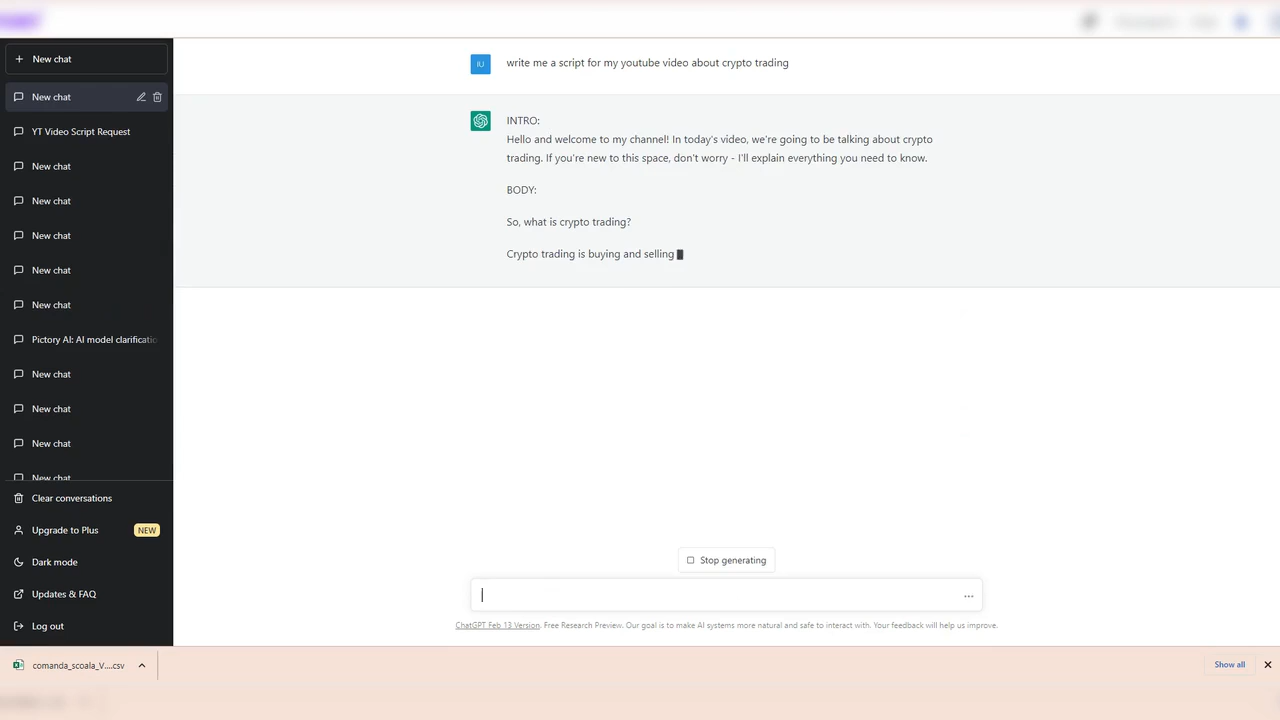 New chat
New chat
YT Video Script Request
New chat
New chat
New chat
New chat
New chat
Pictory AI: AI model clarificatio
New chat
New chat
New chat
New chat
Clear conversations
Upgrade to Plus NEW
Dark mode
Updates & FAQ
Log out
IU
write me a script for my youtube video about crypto trading
INTRO:
Hello and welcome to my channel! In today's video, we're going to be talking about crypto
trading. If you're new to this space, don't worry - I'll explain everything you need to know.
BODY:
So, what is crypto trading?
Crypto trading is buying and selling
Stop generating
ChatGPT Feb 13 Version. Free Research Preview. Our goal is to make AI systems more natural and safe to interact with. Your feedback will help us improve.
comanda_scoala_V....csv
Show all